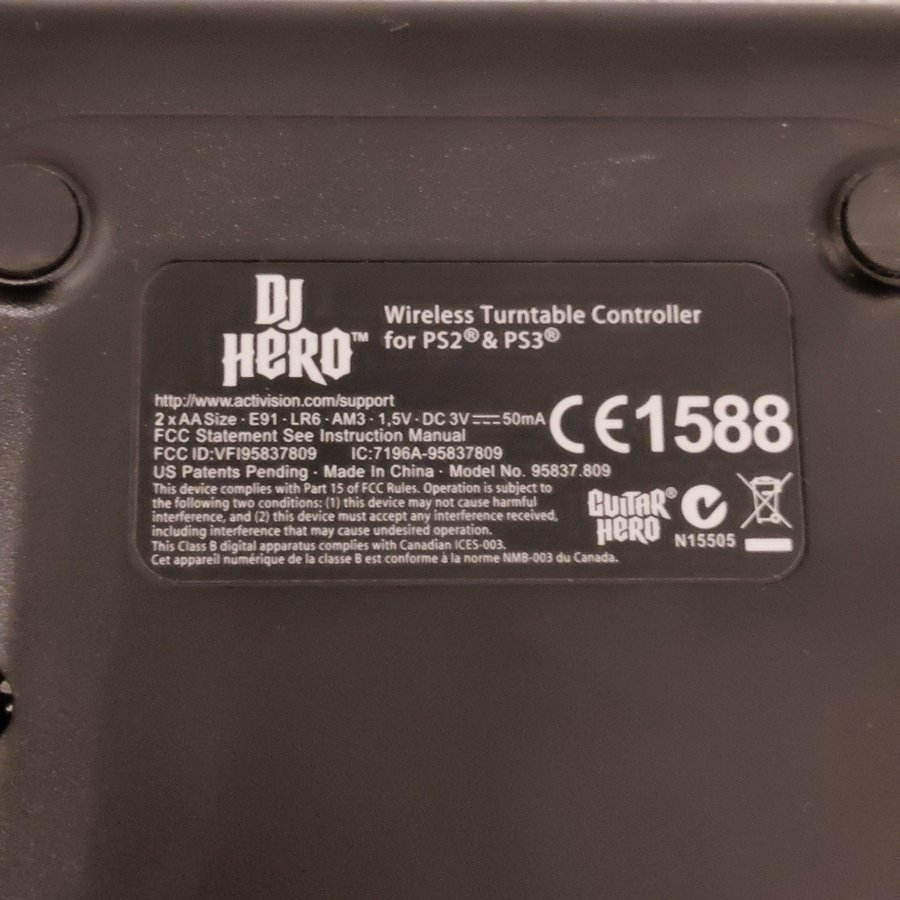 DJ
HERO™
Wireless Turntable Controller
for PS2® & PS3®
http://www.activision.com/support
2 x AA Size · E91 · LR6 · AM3 · 1,5V · DC 3V ⎓ 50mA
FCC Statement See Instruction Manual
FCC ID:VFI95837809 IC:7196A-95837809
US Patents Pending · Made In China · Model No. 95837.809
CE1588
This device complies with Part 15 of FCC Rules. Operation is subject to
the following two conditions: (1) this device may not cause harmful
interference, and (2) this device must accept any interference received,
including interference that may cause undesired operation.
This Class B digital apparatus complies with Canadian ICES-003.
Cet appareil numérique de la classe B est conforme à la norme NMB-003 du Canada.
GUITAR®
HERO
N15505